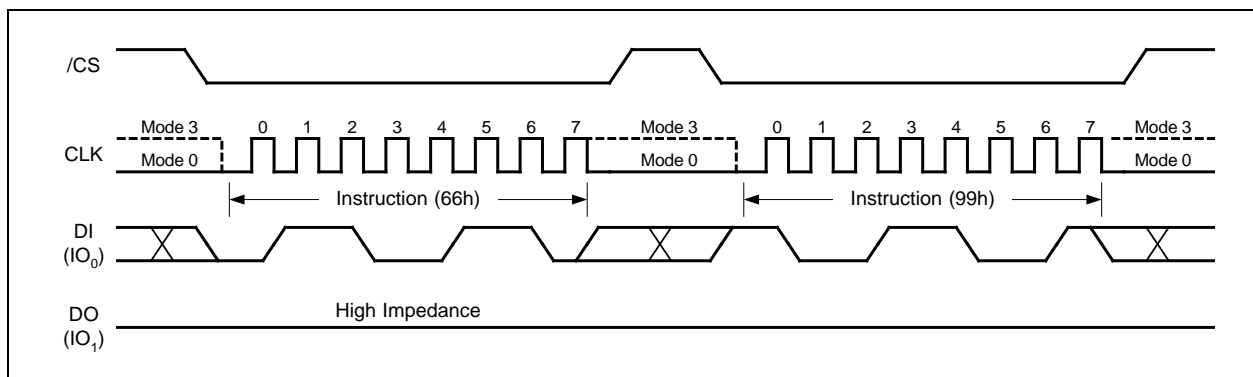 /CS
Mode 3 0 1 2 3 4 5 6 7 Mode 3 0 1 2 3 4 5 6 7 Mode 3
CLK
Mode 0 Mode 0 Mode 0
Instruction (66h) Instruction (99h)
DI
(IO₀)
High Impedance
DO
(IO₁)